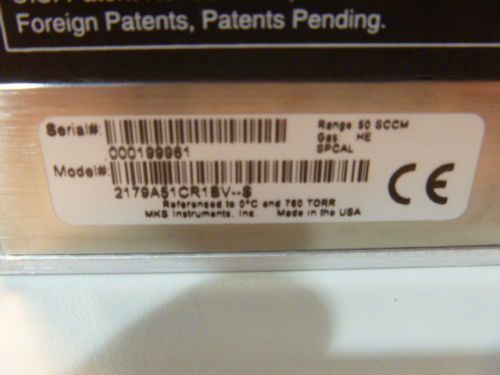 Foreign Patents, Patents Pending.
Serial#:
000199961
Range 50 SCCM
Gas: HE
SPCAL
Model#:
2179A51CR1BV--S
Referenced to 0°C and 760 TORR
MKS Instruments, Inc. Made in the USA
CE